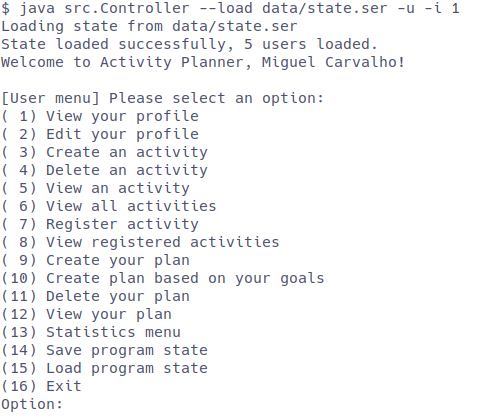 $ java src.Controller --load data/state.ser -u -i 1
Loading state from data/state.ser
State loaded successfully, 5 users loaded.
Welcome to Activity Planner, Miguel Carvalho!

[User menu] Please select an option:
( 1) View your profile
( 2) Edit your profile
( 3) Create an activity
( 4) Delete an activity
( 5) View an activity
( 6) View all activities
( 7) Register activity
( 8) View registered activities
( 9) Create your plan
(10) Create plan based on your goals
(11) Delete your plan
(12) View your plan
(13) Statistics menu
(14) Save program state
(15) Load program state
(16) Exit
Option: